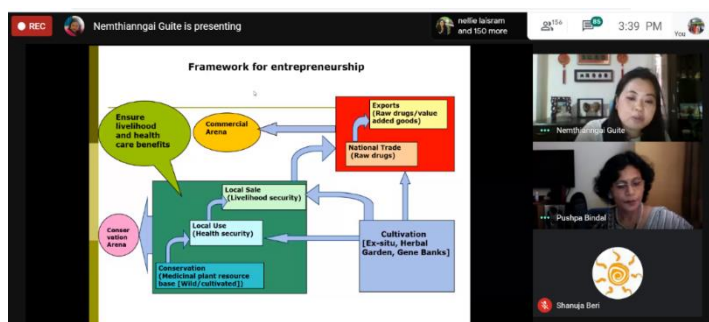 REC
Nemthianngai Guite is presenting
nellie laisram
and 150 more
156
85
3:39 PM
You
Framework for entrepreneurship
Ensure
livelihood
and health
care benefits
Commercial
Arena
Exports
(Raw drugs/value
added goods)
National Trade
(Raw drugs)
Local Sale
(Livelihood security)
Local Use
(Health security)
Conser
vation
Arena
Conservation
(Medicinal plant resource
base [Wild/cultivated])
Cultivation
[Ex-situ, Herbal
Garden, Gene Banks]
Nemthianngai Guite
Pushpa Bindal
Shanuja Beri